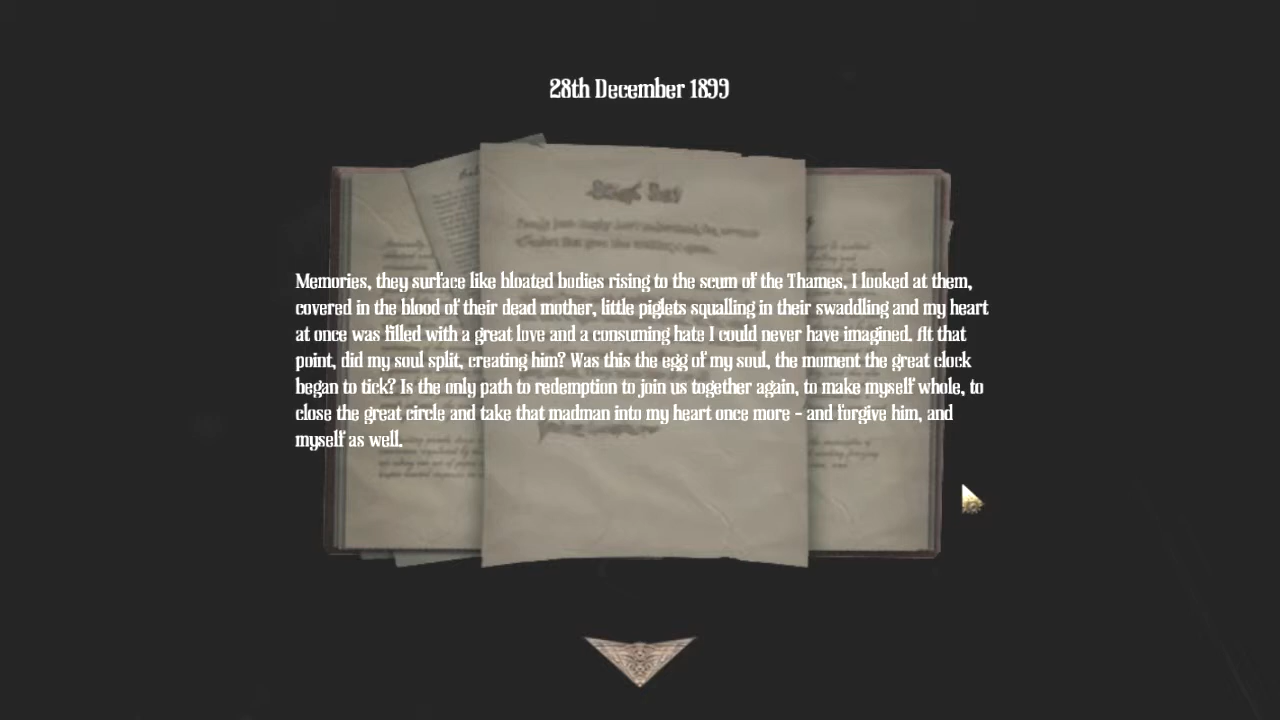 28th December 1899
Memories, they surface like bloated bodies rising to the scum of the Thames. I looked at them,
covered in the blood of their dead mother, little piglets squalling in their swaddling and my heart
at once was filled with a great love and a consuming hate I could never have imagined. At that
point, did my soul split, creating him? Was this the egg of my soul, the moment the great clock
began to tick? Is the only path to redemption to join us together again, to make myself whole, to
close the great circle and take that madman into my heart once more - and forgive him, and
myself as well.